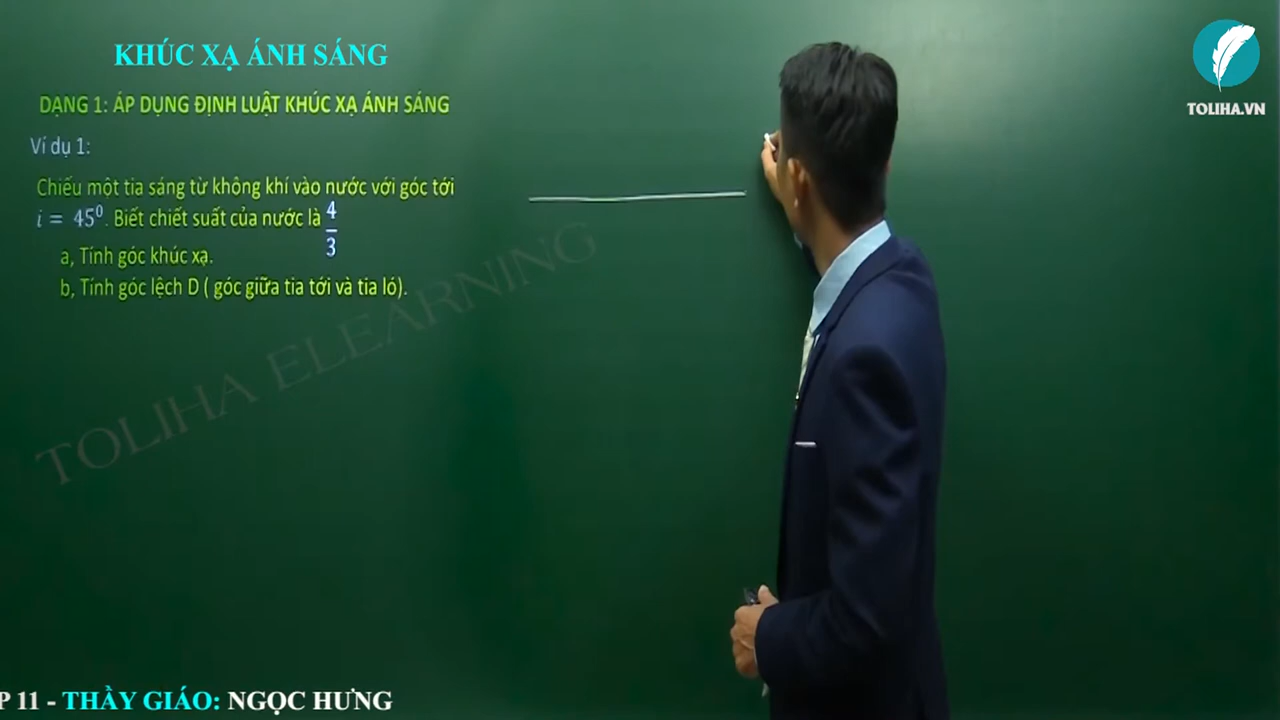 KHÚC XẠ ÁNH SÁNG
TOLIHA.VN
DẠNG 1: ÁP DỤNG ĐỊNH LUẬT KHÚC XẠ ÁNH SÁNG
Ví dụ 1:
Chiếu một tia sáng từ không khí vào nước với góc tới
i = 45⁰. Biết chiết suất của nước là 4/3
a, Tính góc khúc xạ.
b, Tính góc lệch D ( góc giữa tia tới và tia ló).
TOLIHA ELEARNING
P 11 - THẦY GIÁO: NGỌC HƯNG